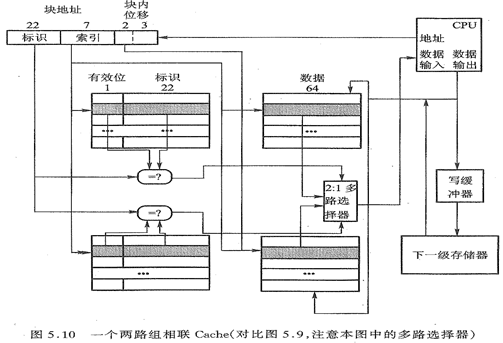 块地址
块内
位移
22
7
2
3
标识
索引
CPU
地址
数据
输入
数据
输出
有效位
1
标识
22
数据
64
...
...
...
=?
=?
2:1 多
路选
择器
写缓
冲器
下一级存储器
...
...
图 5.10 一个两路组相联 Cache(对比图 5.9,注意本图中的多路选择器)